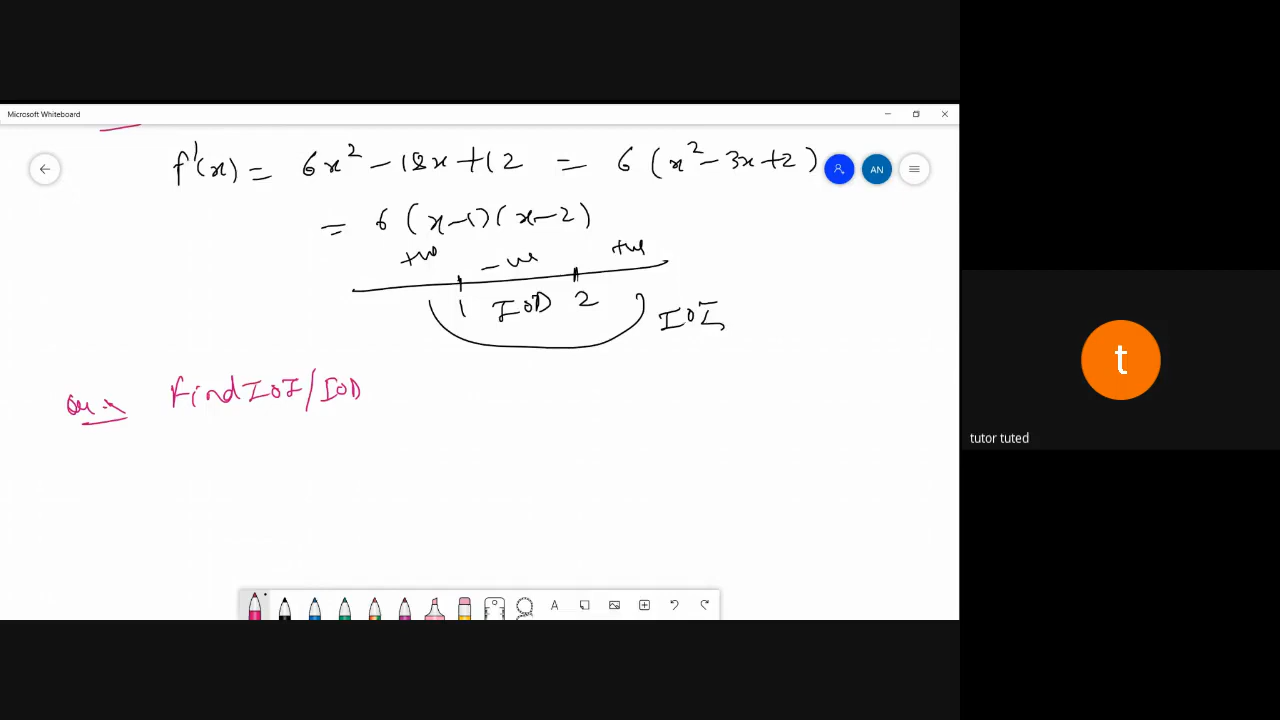 Microsoft Whiteboard
f'(x) = 6x² - 18x + 12 = 6 (x² - 3x + 2)
AN
= 6 (x-1)(x-2)
+ve -ve +ve
1 IOD 2 IOI
Find IOI/IOD
A
t
tutor tuted